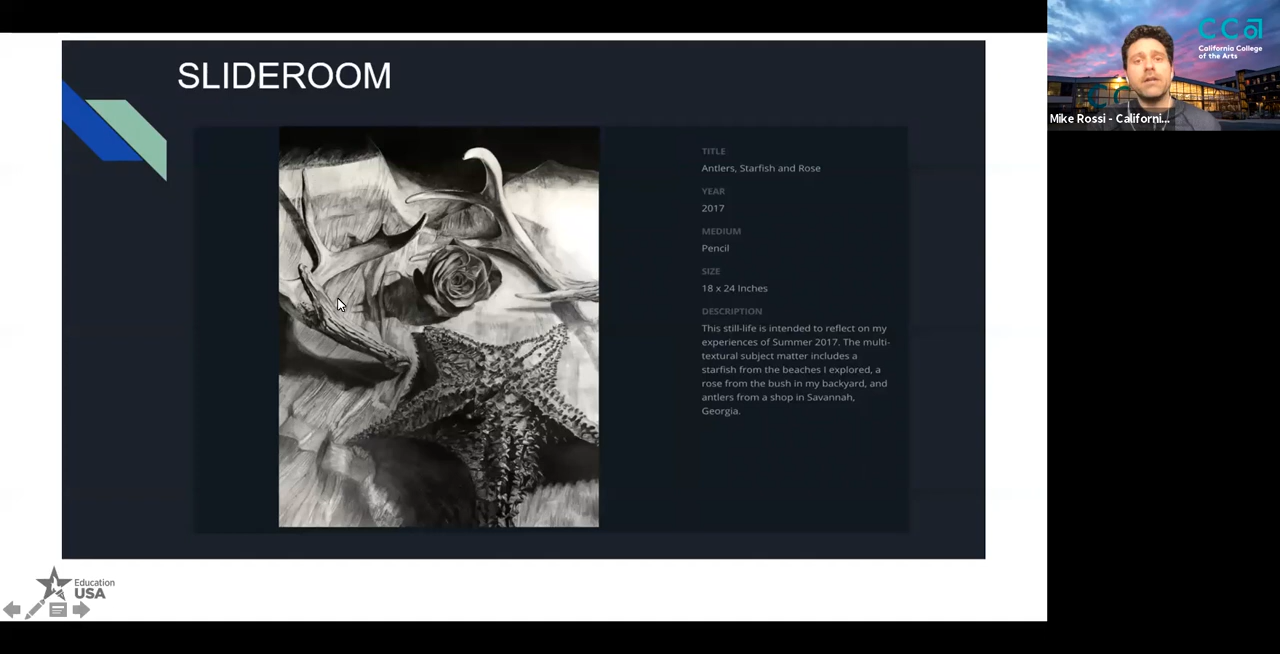 SLIDEROOM
TITLE
Antlers, Starfish and Rose
YEAR
2017
MEDIUM
Pencil
SIZE
18 x 24 Inches
DESCRIPTION
This still-life is intended to reflect on my
experiences of Summer 2017. The multi-
textural subject matter includes a
starfish from the beaches I explored, a
rose from the bush in my backyard, and
antlers from a shop in Savannah,
Georgia.
Education
USA
CCA
California College
of the Arts
Mike Rossi - Californi...